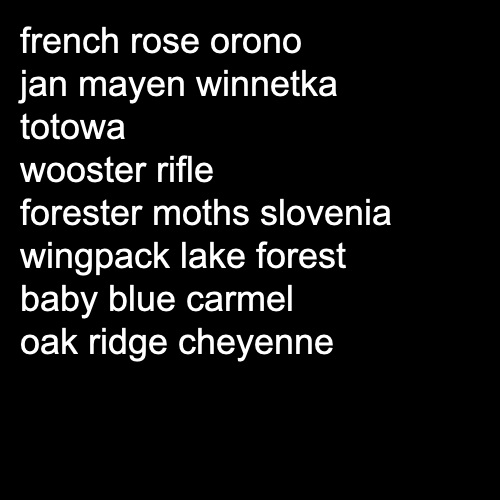 french rose orono
jan mayen winnetka
totowa
wooster rifle
forester moths slovenia
wingpack lake forest
baby blue carmel
oak ridge cheyenne